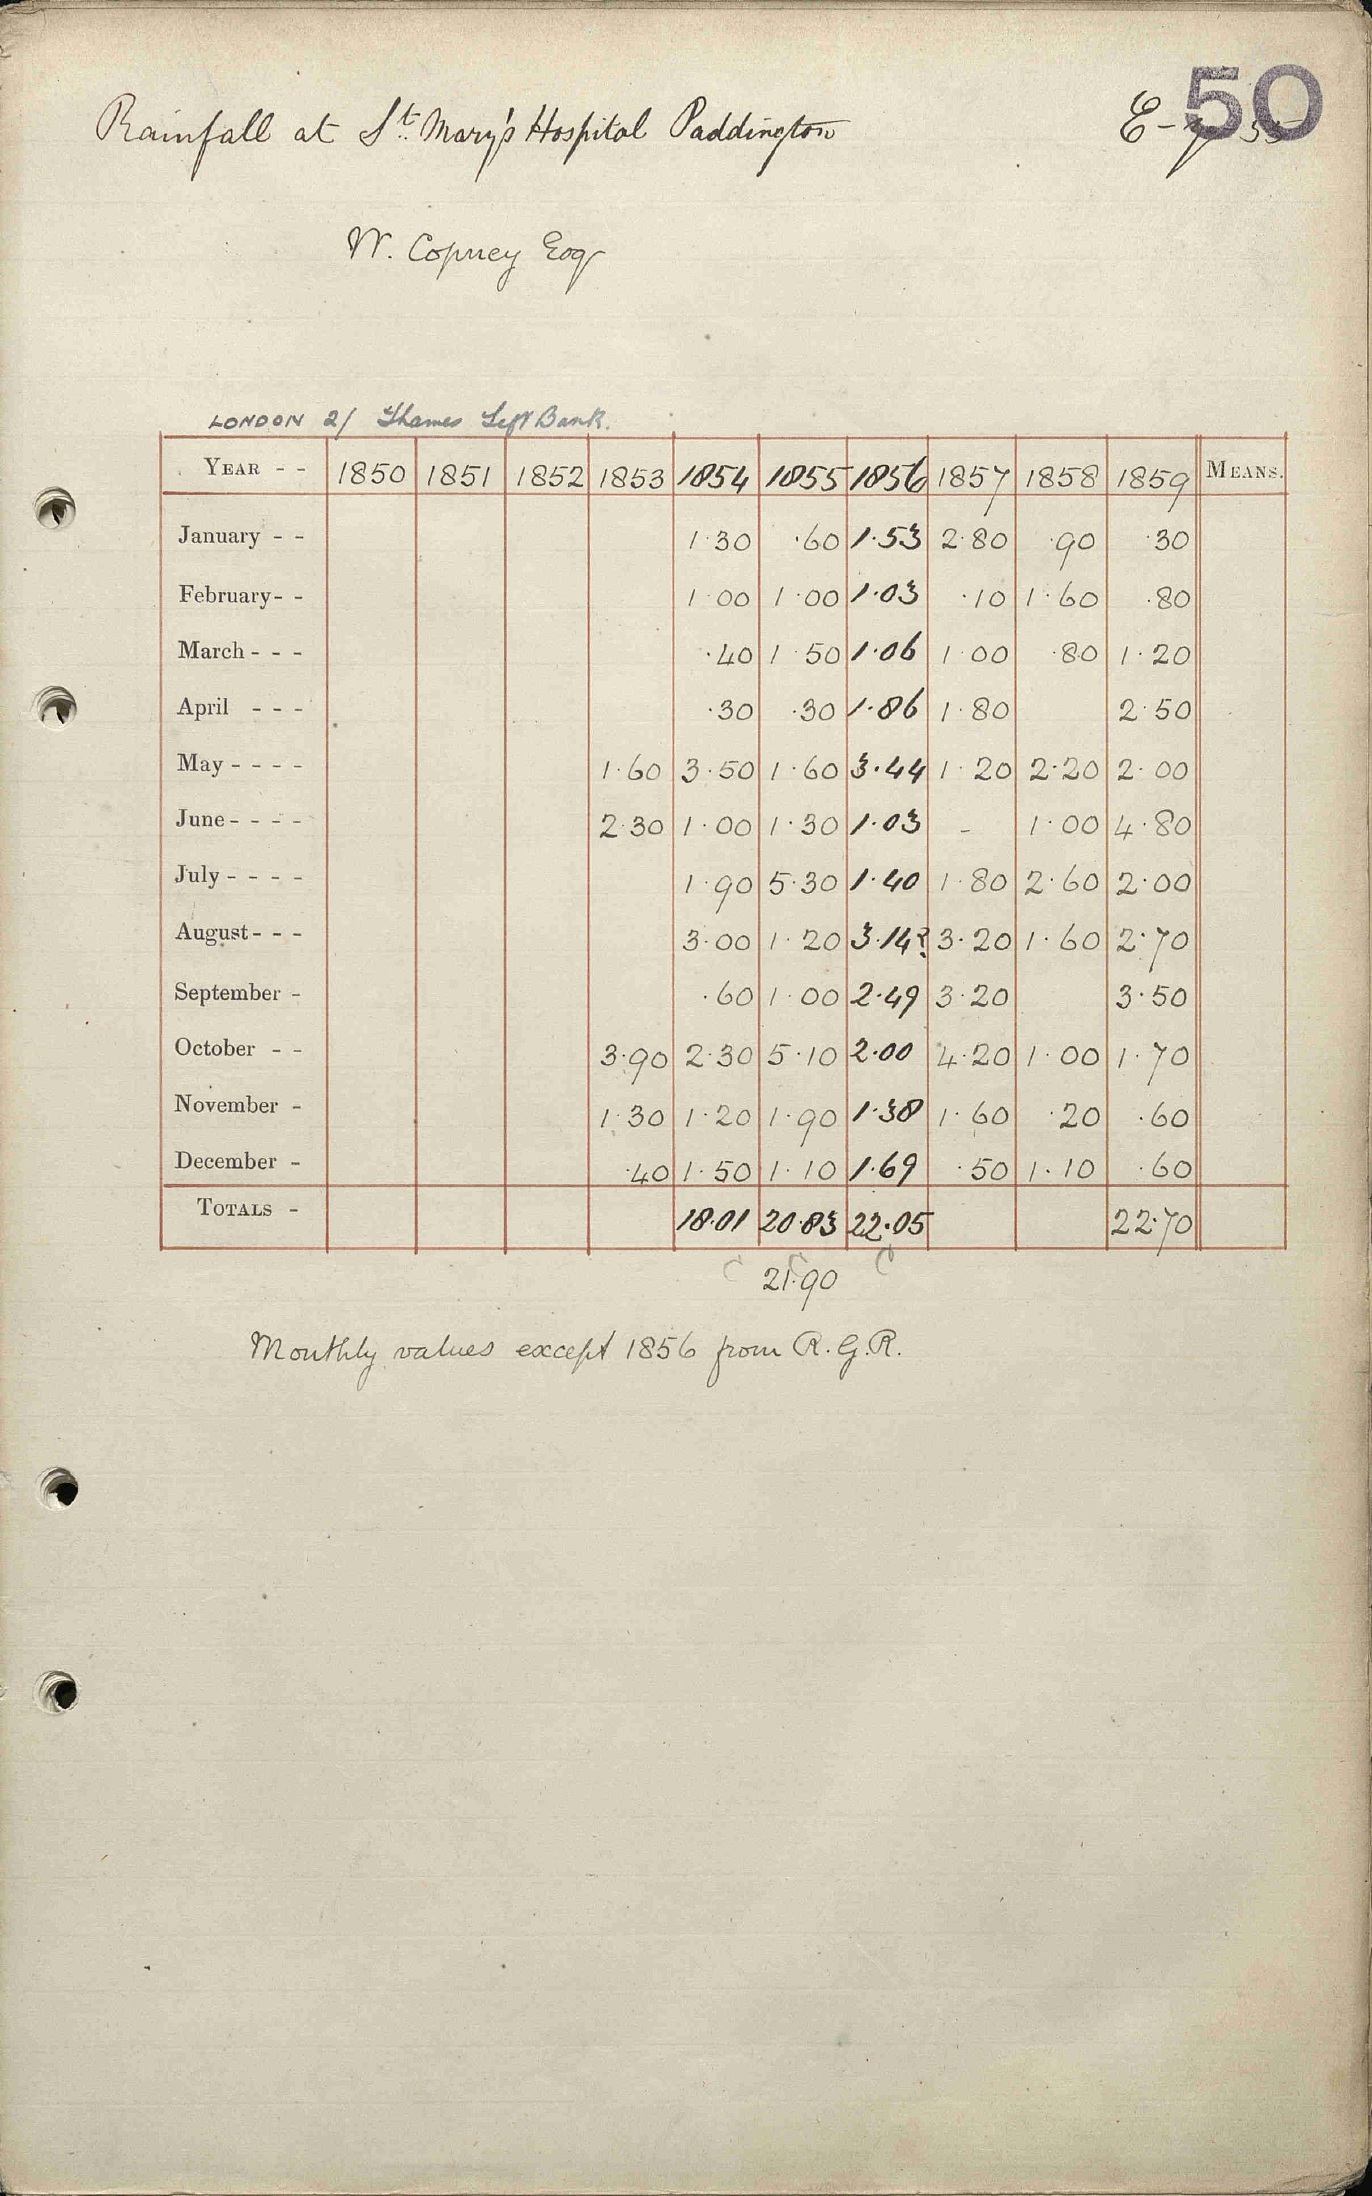 50
Rainfall at St. Mary's Hospital Paddington E-
W. Copney Esq
LONDON 2/ Thames Left Bank.
YEAR - - 1850 1851 1852 1853 1854 1855 1856 1857 1858 1859 MEANS.
January - - 1.30 .60 1.53 2.80 .90 .30
February - - 1.00 1.00 1.03 .10 1.60 .80
March - - - .40 1.50 1.06 1.00 .80 1.20
April - - - .30 .30 1.86 1.80 2.50
May - - - - 1.60 3.50 1.60 3.44 1.20 2.20 2.00
June - - - - 2.30 1.00 1.30 1.03 - 1.00 4.80
July - - - - 1.90 5.30 1.40 1.80 2.60 2.00
August - - - 3.00 1.20 3.14? 3.20 1.60 2.70
September - .60 1.00 2.49 3.20 3.50
October - - 3.90 2.30 5.10 2.00 4.20 1.00 1.70
November - 1.30 1.20 1.90 1.38 1.60 .20 .60
December - .40 1.50 1.10 1.69 .50 1.10 .60
TOTALS - 18.01 20.83 22.05 22.70
C C C
21.90
Monthly values except 1856 from R.G.R.